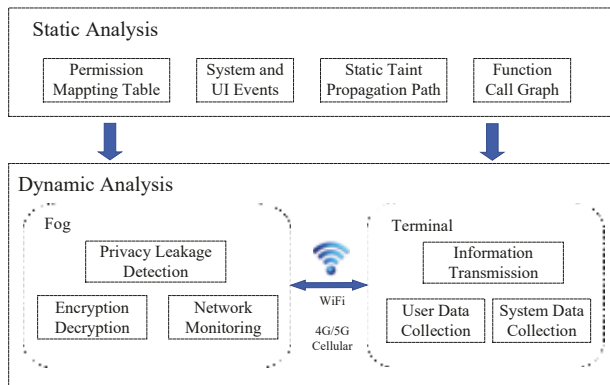 Static Analysis
Permission
Mappting Table
System and
UI Events
Static Taint
Propagation Path
Function
Call Graph
Dynamic Analysis
Fog
Privacy Leakage
Detection
Encryption
Decryption
Network
Monitoring
WiFi
4G/5G
Cellular
Terminal
Information
Transmission
User Data
Collection
System Data
Collection